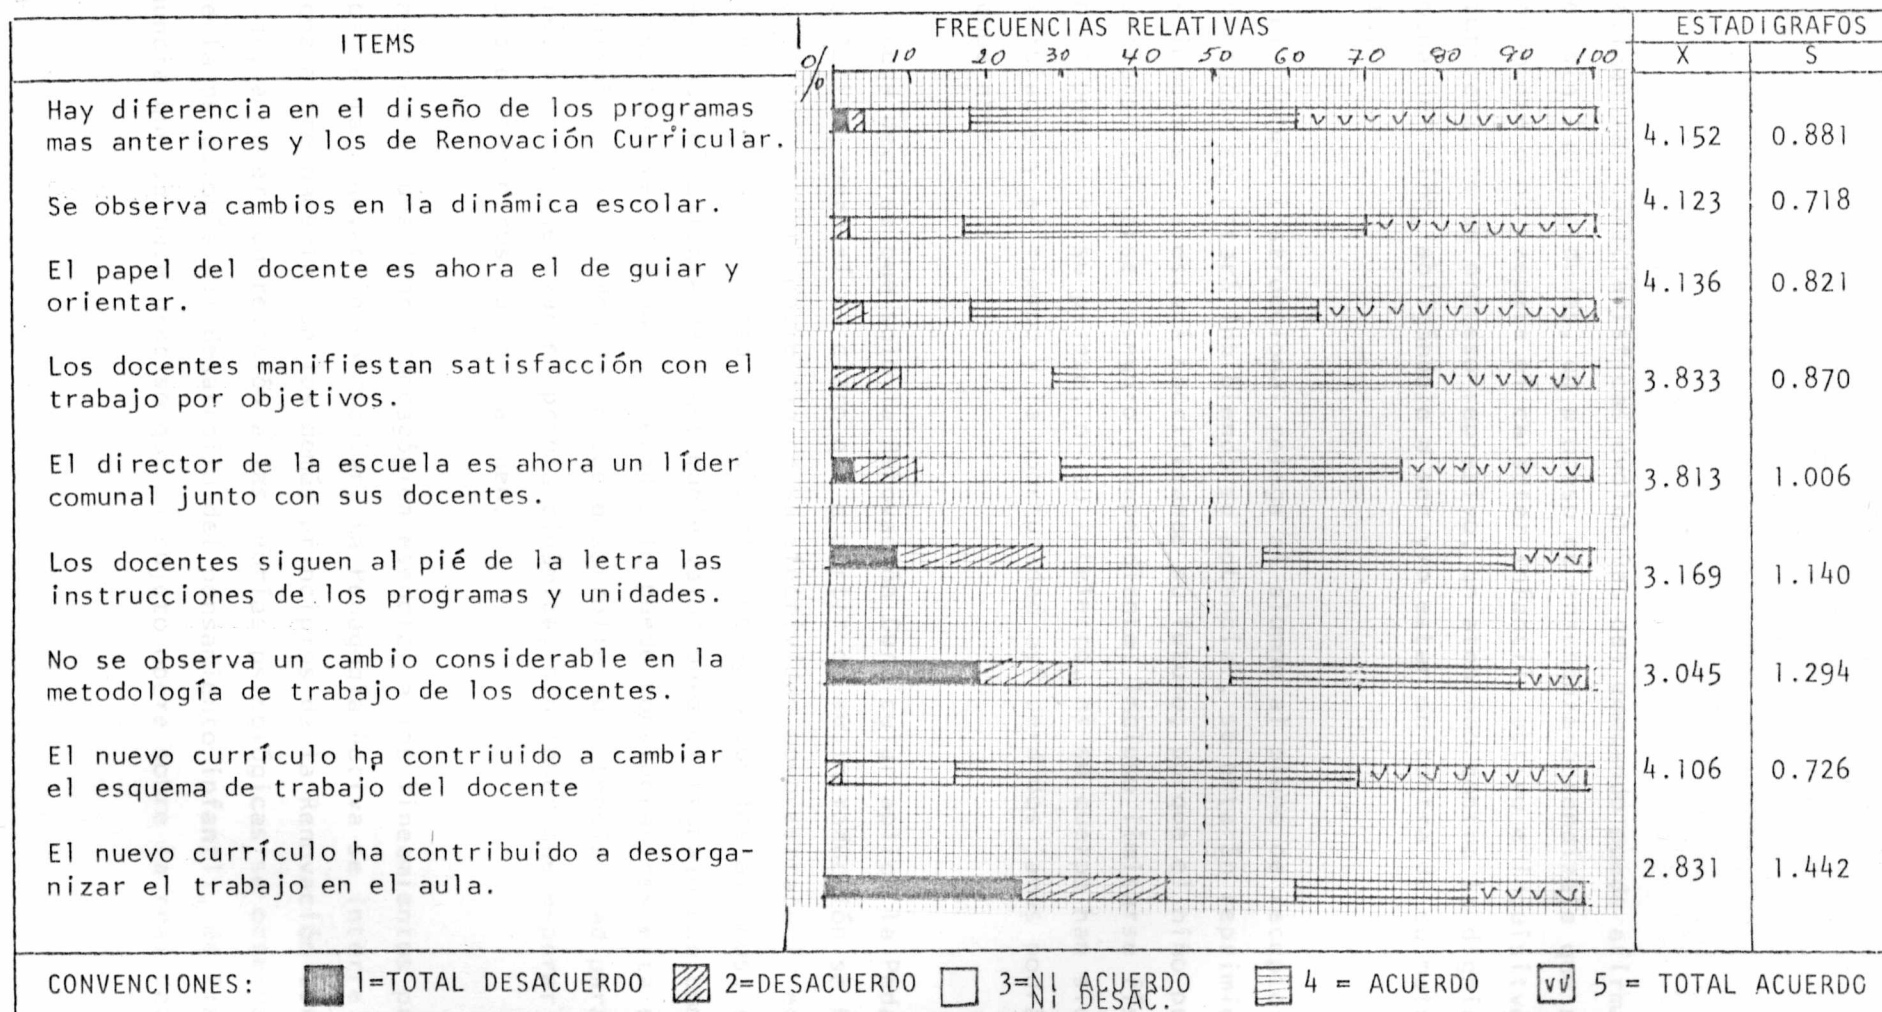 ITEMS
FRECUENCIAS RELATIVAS
ESTADIGRAFOS
0/% 10 20 30 40 50 60 70 80 90 100
X S
Hay diferencia en el diseño de los programas
mas anteriores y los de Renovación Curricular.
4.152 0.881
Se observa cambios en la dinámica escolar.
4.123 0.718
El papel del docente es ahora el de guiar y
orientar.
4.136 0.821
Los docentes manifiestan satisfacción con el
trabajo por objetivos.
3.833 0.870
El director de la escuela es ahora un líder
comunal junto con sus docentes.
3.813 1.006
Los docentes siguen al pié de la letra las
instrucciones de los programas y unidades.
3.169 1.140
No se observa un cambio considerable en la
metodología de trabajo de los docentes.
3.045 1.294
El nuevo currículo ha contriuido a cambiar
el esquema de trabajo del docente
4.106 0.726
El nuevo currículo ha contribuido a desorga-
nizar el trabajo en el aula.
2.831 1.442
CONVENCIONES: 1=TOTAL DESACUERDO 2=DESACUERDO 3=NI ACUERDO 4 = ACUERDO 5 = TOTAL ACUERDO
NI DESAC.